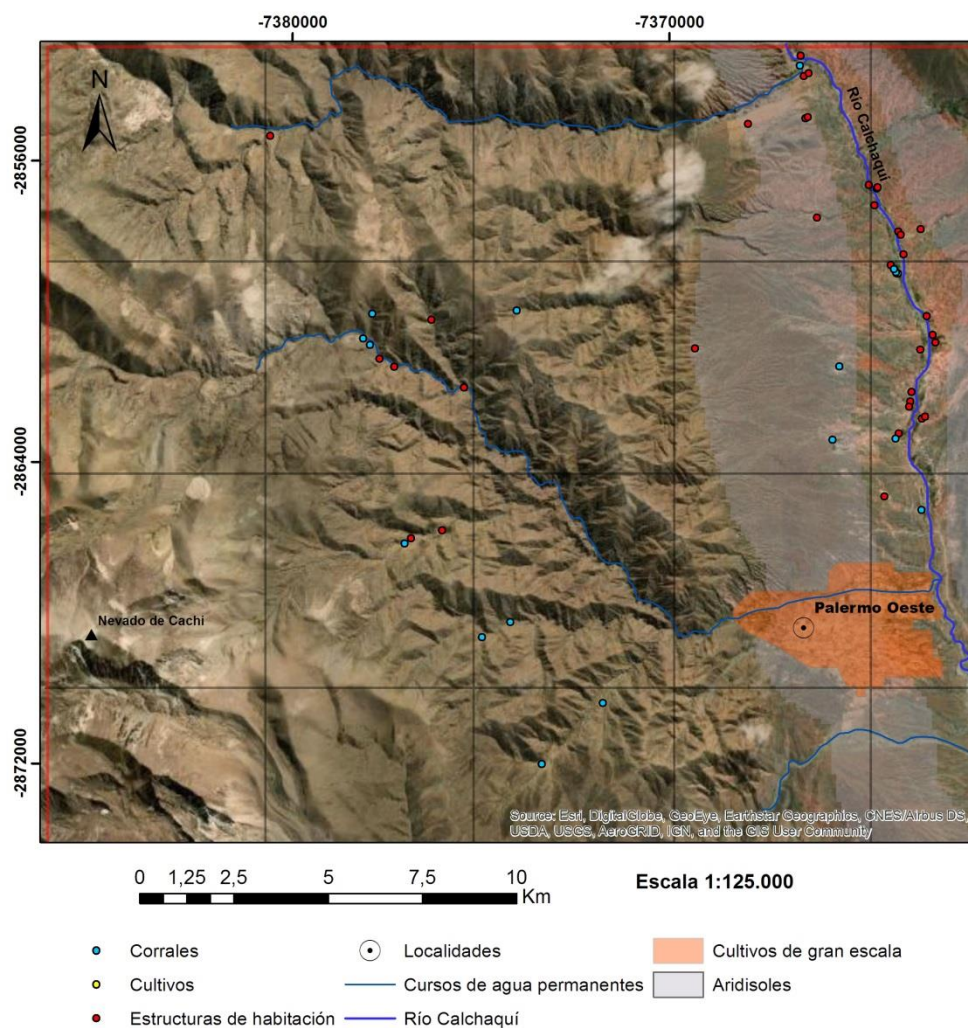 -7380000
-7370000
N
Río Calchaquí
-2856000
-2864000
Nevado de Cachi
Palermo Oeste
-2872000
Source: Esri, DigitalGlobe, GeoEye, Earthstar Geographics, CNES/Airbus DS,
USDA, USGS, AeroGRID, IGN, and the GIS User Community
0 1,25 2,5 5 7,5 10
Km
Escala 1:125.000
Corrales
Localidades
Cultivos de gran escala
Cultivos
Cursos de agua permanentes
Aridisoles
Estructuras de habitación
Río Calchaquí